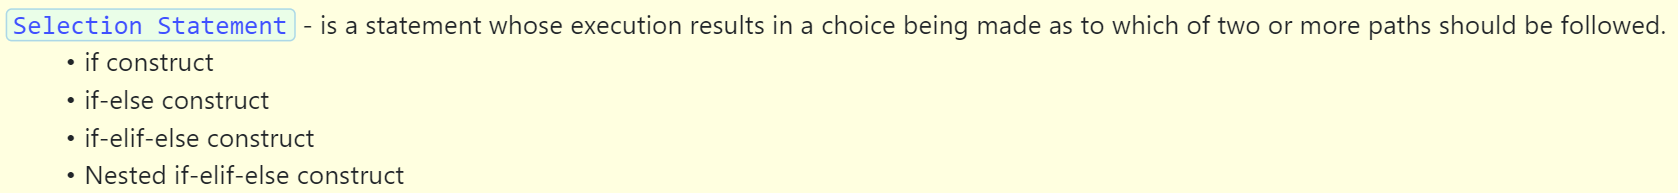 Selection Statement - is a statement whose execution results in a choice being made as to which of two or more paths should be followed.
• if construct
• if-else construct
• if-elif-else construct
• Nested if-elif-else construct